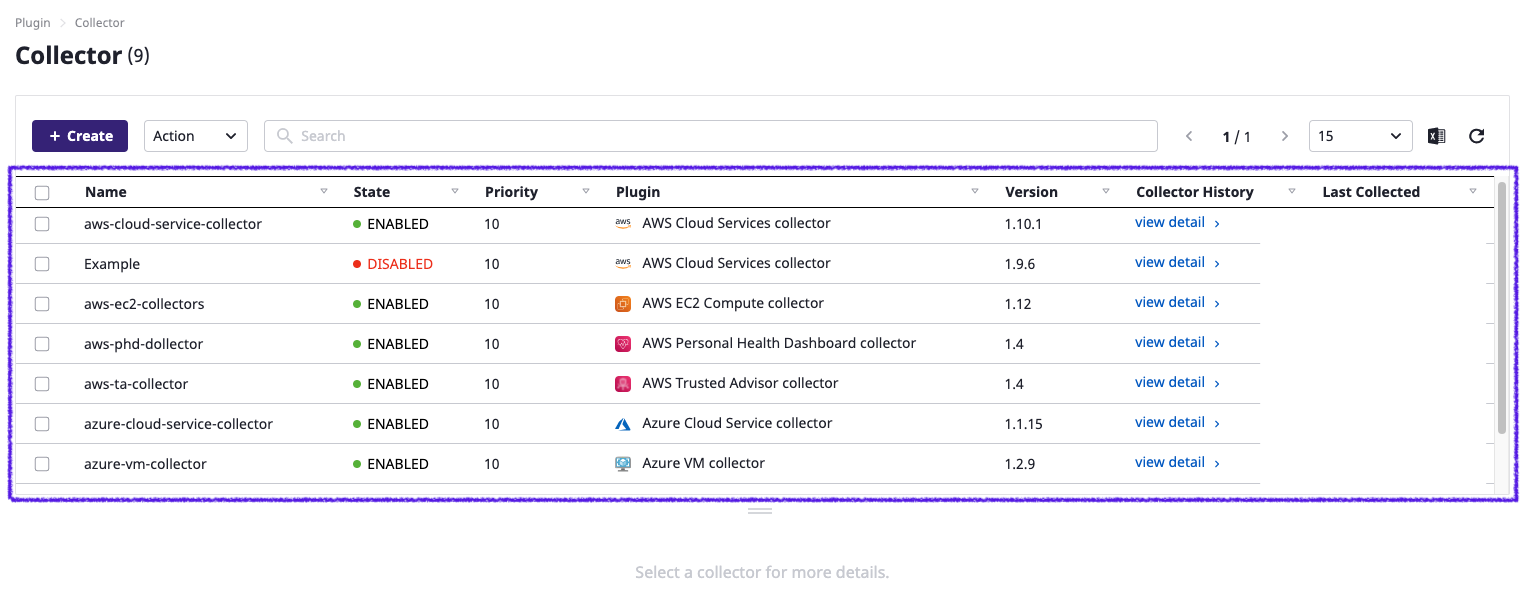 Plugin > Collector
Collector (9)
+ Create Action Search 1 / 1 15
Name State Priority Plugin Version Collector History Last Collected
aws-cloud-service-collector ENABLED 10 aws AWS Cloud Services collector 1.10.1 view detail >
Example DISABLED 10 aws AWS Cloud Services collector 1.9.6 view detail >
aws-ec2-collectors ENABLED 10 AWS EC2 Compute collector 1.12 view detail >
aws-phd-dollector ENABLED 10 AWS Personal Health Dashboard collector 1.4 view detail >
aws-ta-collector ENABLED 10 AWS Trusted Advisor collector 1.4 view detail >
azure-cloud-service-collector ENABLED 10 Azure Cloud Service collector 1.1.15 view detail >
azure-vm-collector ENABLED 10 Azure VM collector 1.2.9 view detail >
Select a collector for more details.